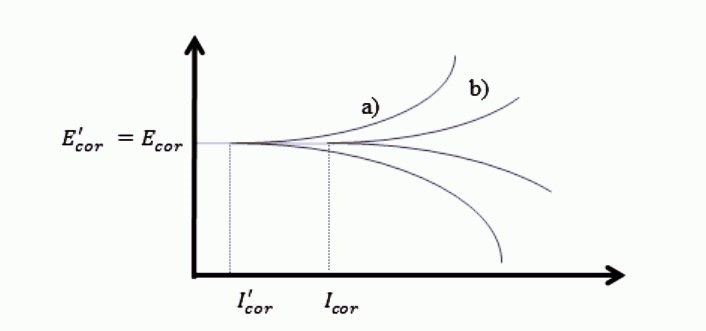 a)
b)
E'cor = Ecor
I'cor
Icor